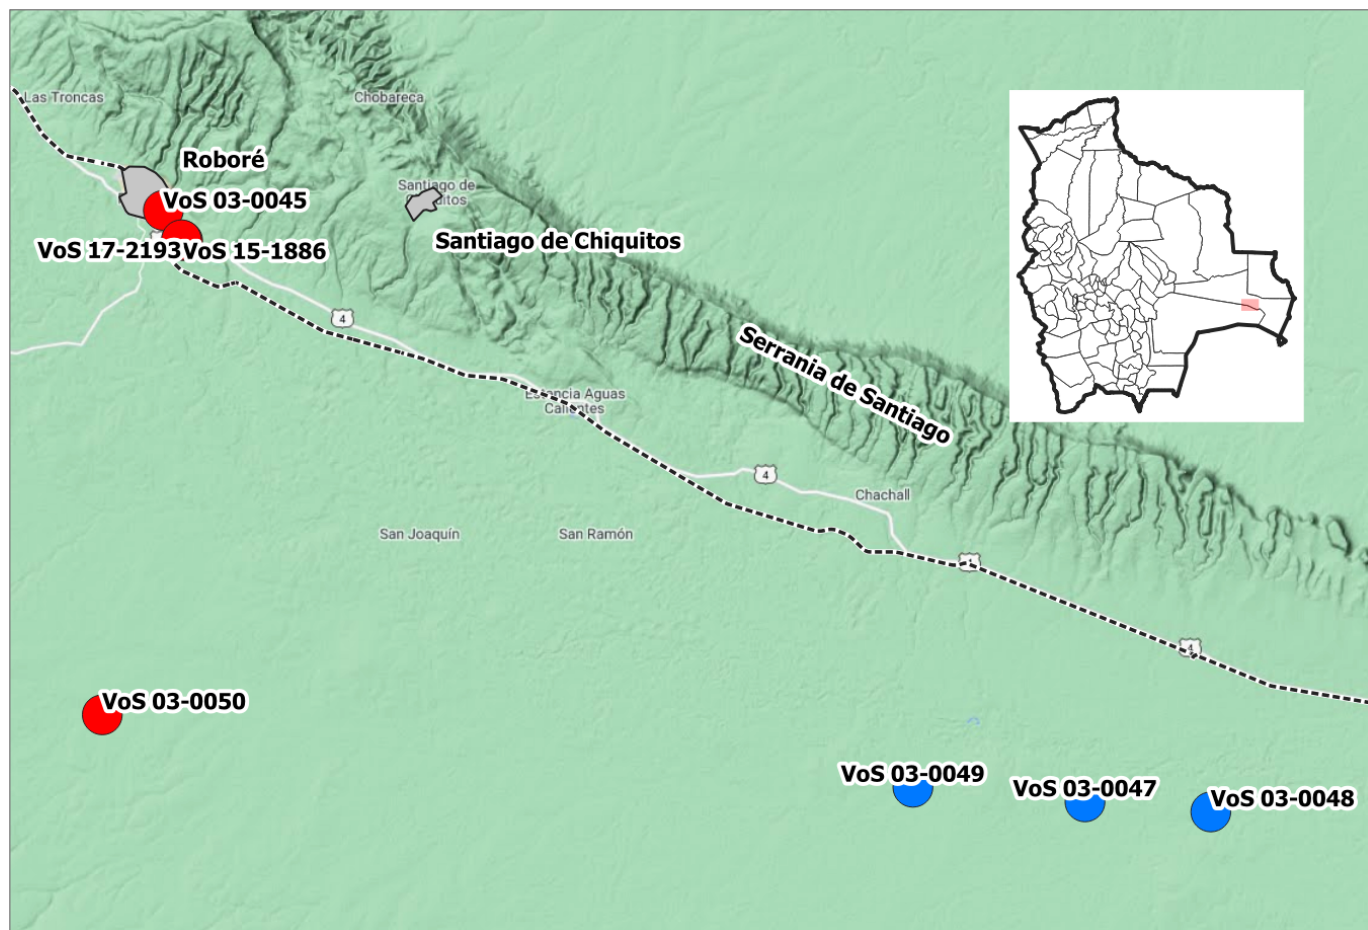 Las Troncas
Chobareca
Roboré
Santiago de
VoS 03-0045
VoS 17-2193
VoS 15-1886
Santiago de Chiquitos
4
Serrania de Santiago
Estancia Aguas
Calientes
4
Chachall
San Joaquín
San Ramón
4
VoS 03-0050
VoS 03-0049
VoS 03-0047
VoS 03-0048